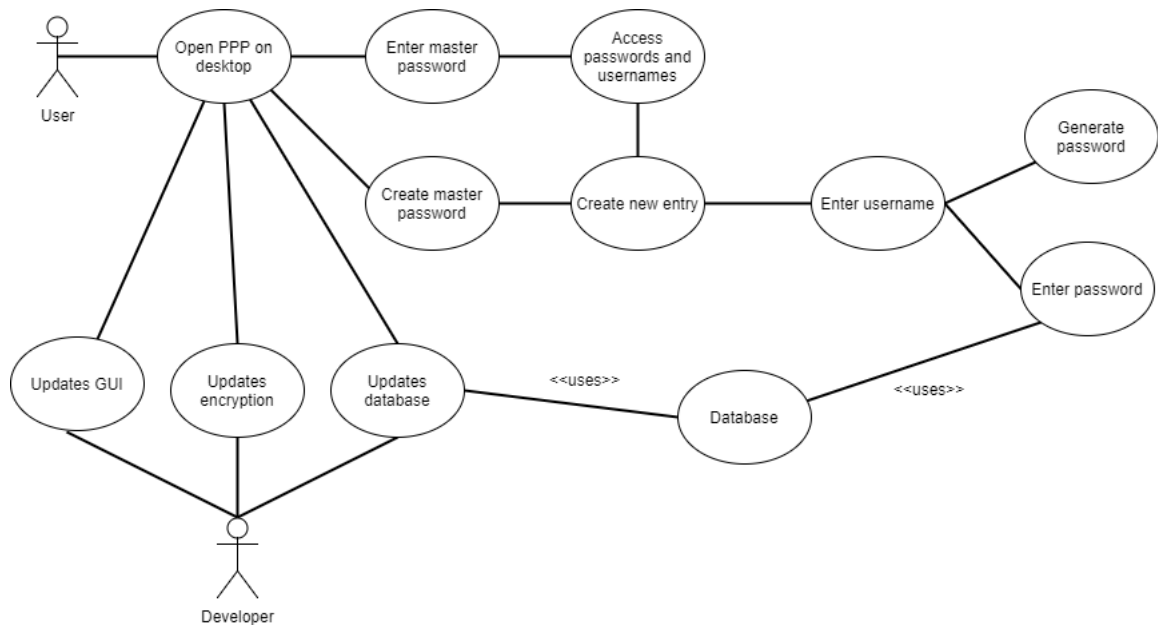 Open PPP on
desktop
Enter master
password
Access
passwords and
usernames
User
Generate
password
Create master
password
Create new entry
Enter username
Enter password
Updates GUI
Updates
encryption
Updates
database
<<uses>>
<<uses>>
Database
Developer